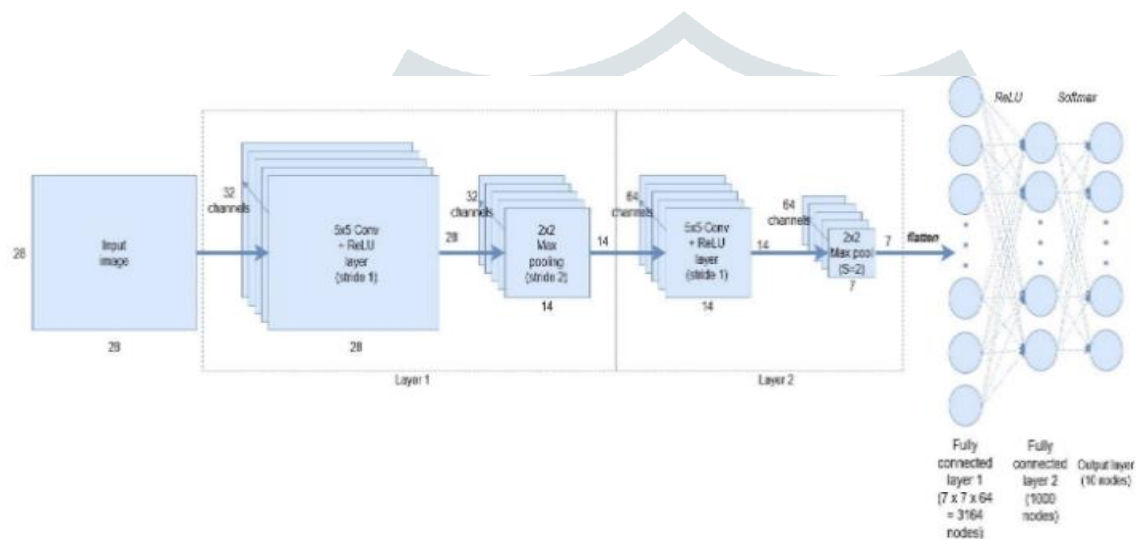 ReLU
Softmax
28
Input
image
28
32
channels
5x5 Conv
+ ReLU
layer
(stride 1)
28
28
32
channels
2x2
Max
pooling
(stride 2)
14
14
Layer 1
64
channels
5x5 Conv
+ ReLU
layer
(stride 1)
14
14
64
channels
2x2
Max pool
(S=2)
7
7
Layer 2
flatten
Fully
connected
layer 1
(7 x 7 x 64
= 3164
nodes)
Fully
connected
layer 2
(1000
nodes)
Output layer
(10 nodes)